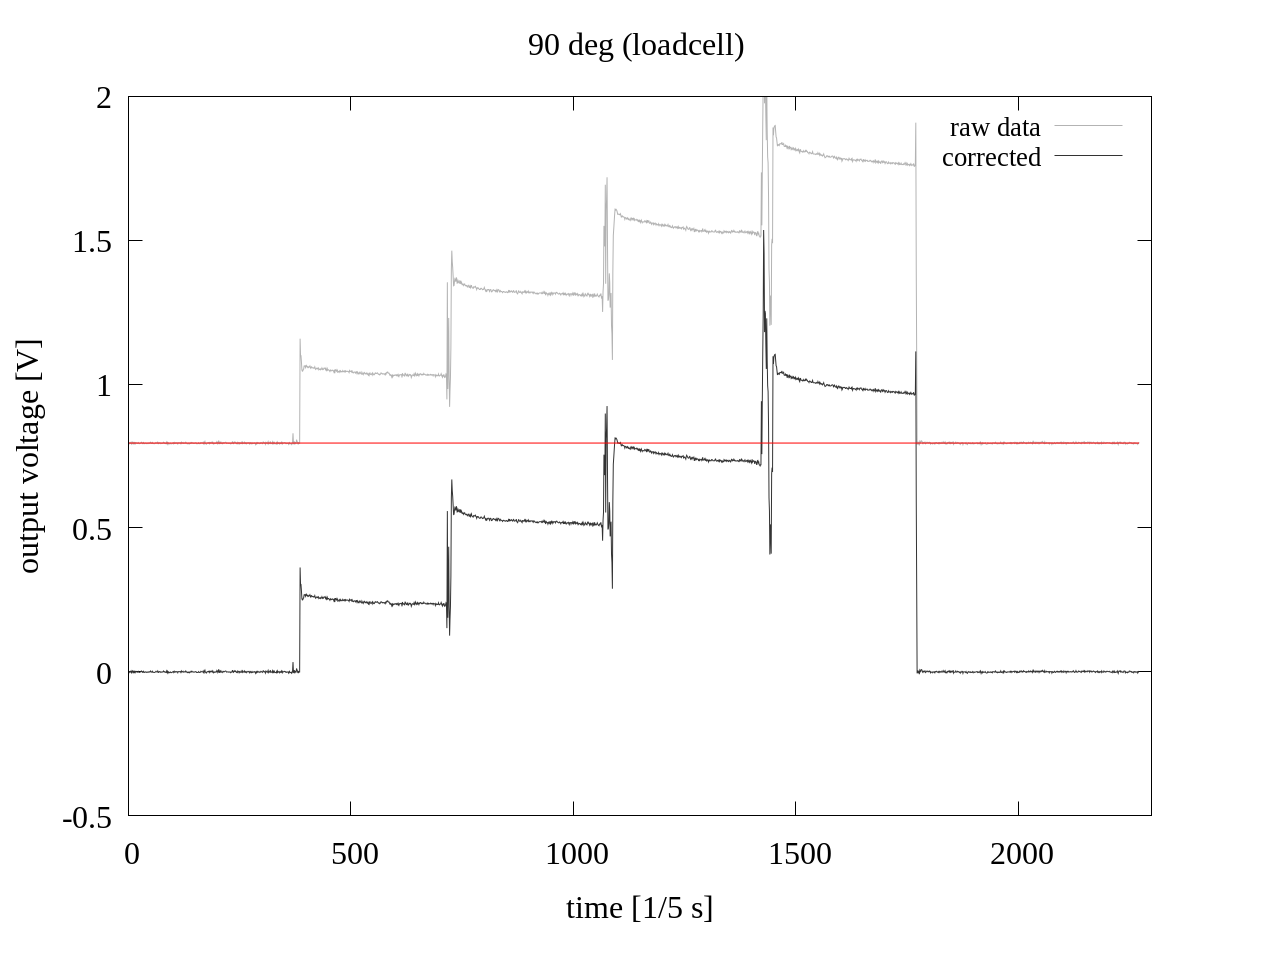 90 deg (loadcell)
raw data
corrected
2
1.5
1
0.5
0
-0.5
output voltage [V]
0 500 1000 1500 2000
time [1/5 s]